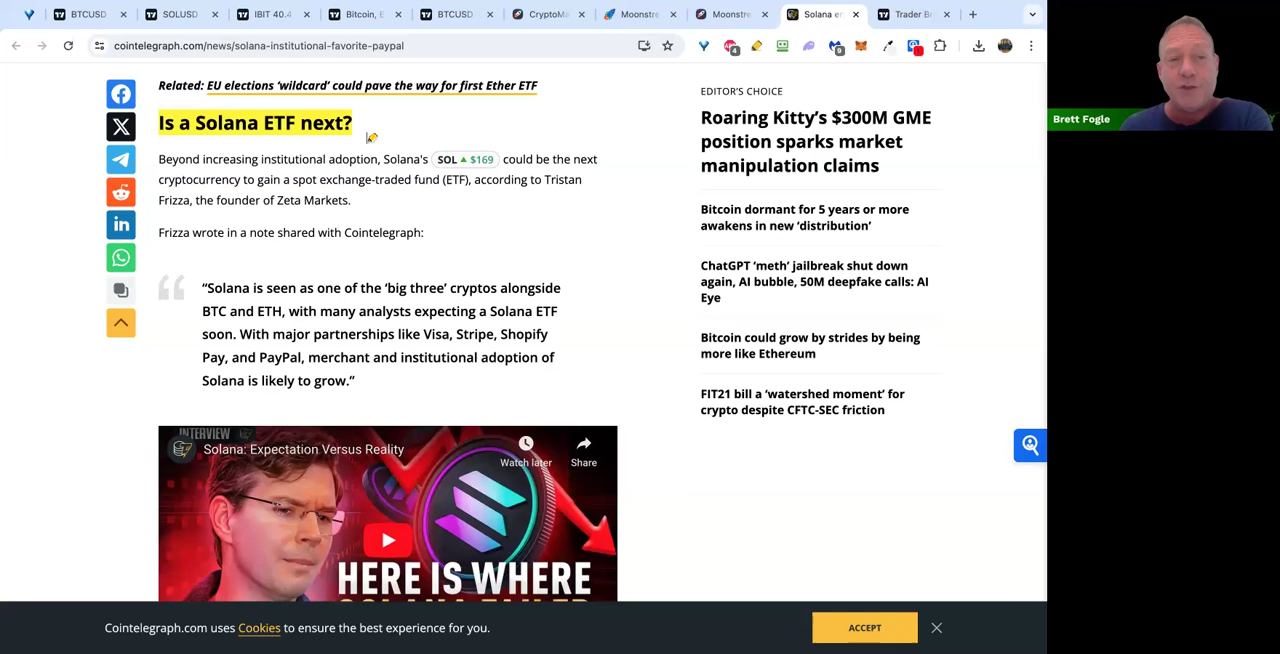 BTCUSD
SOLUSD
IBIT 40.4
Bitcoin, E
BTCUSD
CryptoMa
Moonstre
Moonstre
Solana en
Trader Br
cointelegraph.com/news/solana-institutional-favorite-paypal
4
9
Brett Fogle
Related: EU elections ‘wildcard’ could pave the way for first Ether ETF
Is a Solana ETF next?
Beyond increasing institutional adoption, Solana's SOL ▲ $169 could be the next
cryptocurrency to gain a spot exchange-traded fund (ETF), according to Tristan
Frizza, the founder of Zeta Markets.
Frizza wrote in a note shared with Cointelegraph:
“Solana is seen as one of the ‘big three’ cryptos alongside
BTC and ETH, with many analysts expecting a Solana ETF
soon. With major partnerships like Visa, Stripe, Shopify
Pay, and PayPal, merchant and institutional adoption of
Solana is likely to grow.”
INTERVIEW
Solana: Expectation Versus Reality
Watch later
Share
HERE IS WHERE
SOLANA FAILED
EDITOR’S CHOICE
Roaring Kitty’s $300M GME
position sparks market
manipulation claims
Bitcoin dormant for 5 years or more
awakens in new ‘distribution’
ChatGPT ‘meth’ jailbreak shut down
again, AI bubble, 50M deepfake calls: AI
Eye
Bitcoin could grow by strides by being
more like Ethereum
FIT21 bill a ‘watershed moment’ for
crypto despite CFTC-SEC friction
Cointelegraph.com uses Cookies to ensure the best experience for you.
ACCEPT